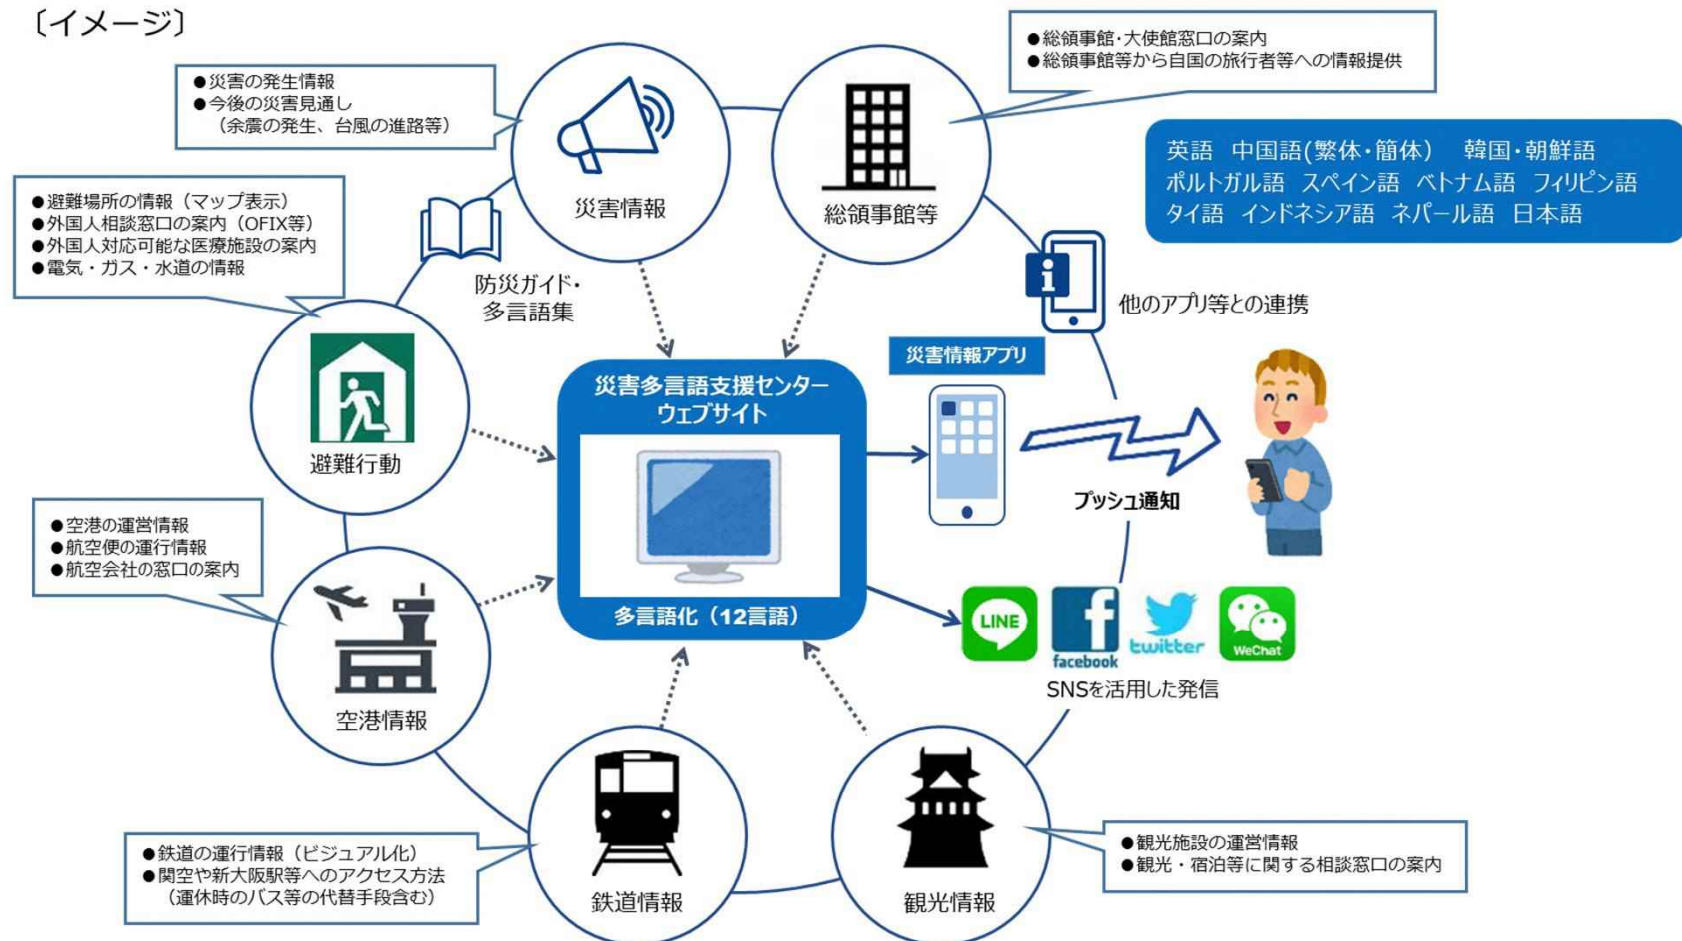 〔イメージ〕
●総領事館・大使館窓口の案内
●総領事館等から自国の旅行者等への情報提供
●災害の発生情報
●今後の災害見通し
（余震の発生、台風の進路等）
英語 中国語(繁体・簡体） 韓国・朝鮮語
ポルトガル語 スペイン語 ベトナム語 フィリピン語
タイ語 インドネシア語 ネパール語 日本語
●避難場所の情報（マップ表示）
●外国人相談窓口の案内（OFIX等）
●外国人対応可能な医療施設の案内
●電気・ガス・水道の情報
災害情報
総領事館等
防災ガイド・
多言語集
他のアプリ等との連携
災害情報アプリ
災害多言語支援センター
ウェブサイト
避難行動
プッシュ通知
●空港の運営情報
●航空便の運行情報
●航空会社の窓口の案内
多言語化（12言語）
LINE
facebook
twitter
WeChat
SNSを活用した発信
空港情報
●鉄道の運行情報（ビジュアル化）
●関空や新大阪駅等へのアクセス方法
（運休時のバス等の代替手段含む）
鉄道情報
観光情報
●観光施設の運営情報
●観光・宿泊等に関する相談窓口の案内